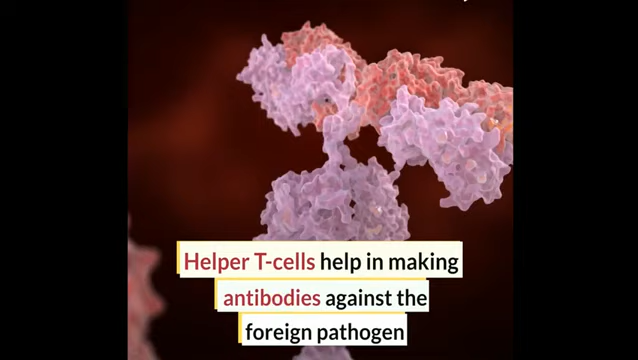 Helper T-cells help in making
antibodies against the
foreign pathogen